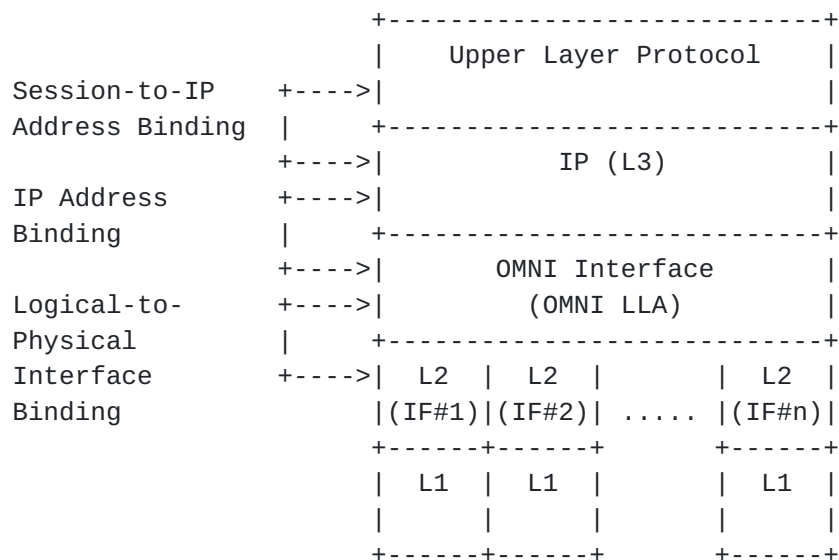 +----------------------------+
                          |    Upper Layer Protocol    |
Session-to-IP    +---->|                            |
Address Binding  |     +----------------------------+
                 +---->|           IP (L3)          |
IP Address       +---->|                            |
Binding          |     +----------------------------+
                 +---->|       OMNI Interface       |
Logical-to-      +---->|         (OMNI LLA)         |
Physical         |     +----------------------------+
Interface        +---->|  L2  |  L2  |       |  L2  |
Binding                |(IF#1)|(IF#2)| ..... |(IF#n)|
                       +------+------+       +------+
                       |  L1  |  L1  |       |  L1  |
                       |      |      |       |      |
                       +------+------+       +------+